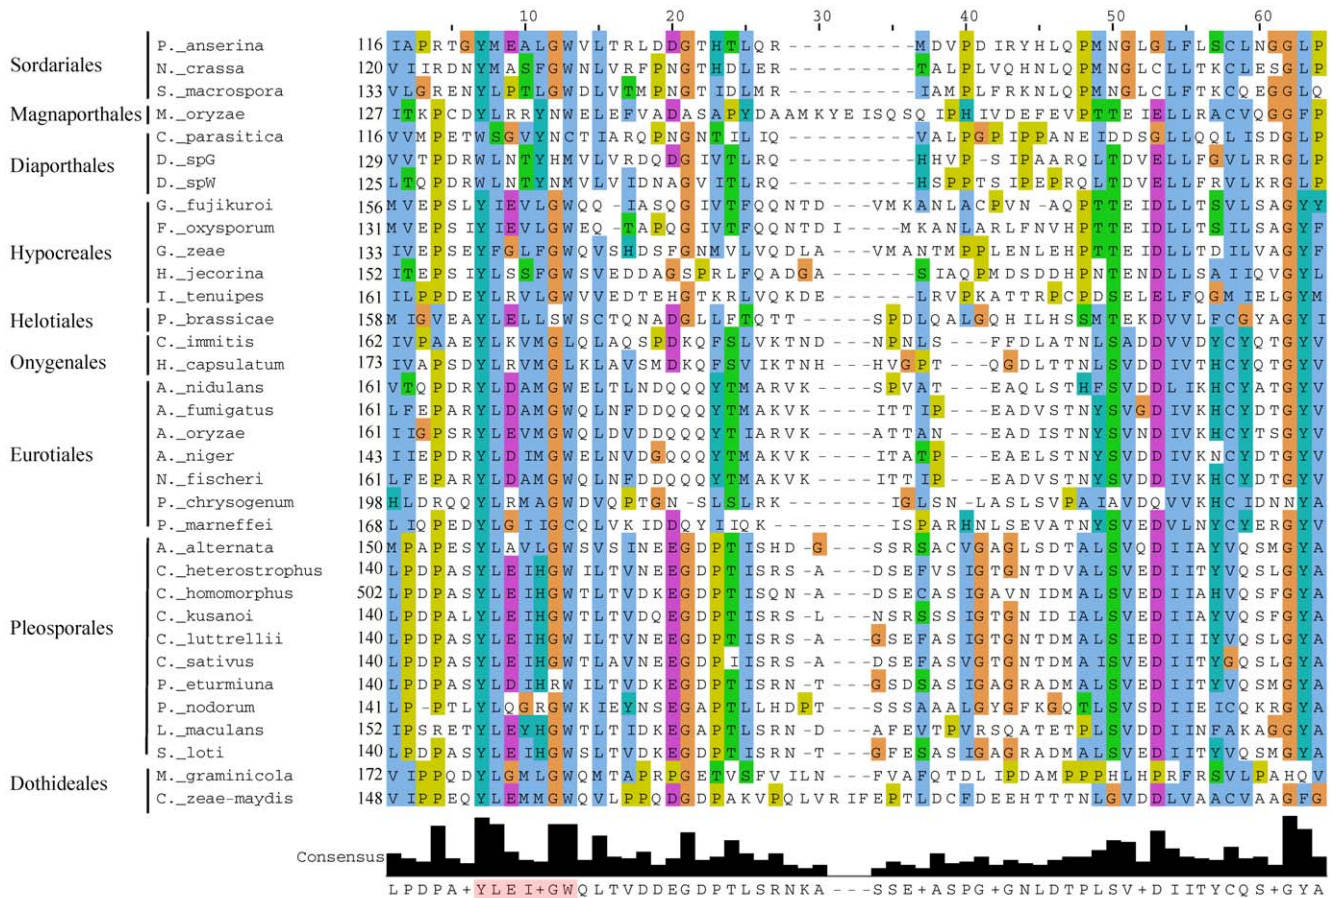 10 20 30 40 50 60
Sordariales
P._anserina 116 IAPRTGYMEALGWVLTRLDDGTHTLQR---------MDVPDIRYHLQPMNGLGLFLSCLNGGLP
N._crassa 120 VIIRDNYMASFGWNLVRFPNGTHDLER---------TALPLVQHNLQPMNGLCLLTKCLESGLP
S._macrospora 133 VLGRENYLPTLGWDLVTMPNGTIDLMR---------IAMPLFRKNLQPMNGLCLFTKCQEGGLQ
Magnaporthales
M._oryzae 127 ITKPCDYLRRYNWELEFVADASAPYDAAMKYEISQSQIPHIVDEFEVPTTEIELLRACVQGGFP
Diaporthales
C._parasitica 116 VVMPETWSGVYNCTIARQPNGNTILIQ---------VALPGPIPPANEIDDSGLLQQLISDGLP
D._spG 129 VVTPDRWLNTYHMVLVRDQDGIVTLRQ---------HHVP-SIPAARQLTDVELLFGVLRRGLP
D._spW 125 LTQPDRWLNTYNMVLVIDNAGVITLRQ---------HSPPTSIPEPRQLTDVELLFRVLKRGLP
Hypocreales
G._fujikuroi 156 MVEPSLYIEVLGWQQ-IASQGIVTFQQNTD---VMKANLACPVN-AQPTTEIDLLTSVLSAGYY
F._oxysporum 131 MVEPSIYIEVLGWEQ-TAPQGIVTFQQNTDI---MKANLARLFNVHPTTEIDLLTSILSAGYY
G._zeae 133 IVEPSEYFGLFGWQVSHDSFGNMVLVQDLA---VMANTMPPLENLEHPTTEIDLLTDILVAGYF
H._jecorina 152 ITEPSIYLSSFGWSVEDDAGSPRLFQADGA------SIAQPMDSDDHPNTENDLLSAIIQVGYL
I._tenuipes 161 ILPPDEYLRVLGWVVEDTEHGTKRLVQKDE------LRVPKATTRPCPDSELELFQGMIELGYM
Helotiales
P._brassicae 158 MIGVEAYLELLSWSCTQNADGLLFTQTT-----SPDLQALGQHILHSSMTEKDVVLFCGYAGYI
Onygenales
C._immitis 162 IVPAAEYLKVMGLQLAQSPDKQFSLVKTND----NPNLS----FFDATNLSADDVVDYCYQTGYV
H._capsulatum 173 IVAPSDYLRVMGLKLAVSMDKQFSVIKTNH----HVGPT----QGDLTTNLSVDDIVTHCYQTGYV
Eurotiales
A._nidulans 161 VTQPDRYLDAMGWELTLNDQQQYTMARVK-----SPVAT---EAQLSTHFSVDDLIKHCYATGYV
A._fumigatus 161 LFEPARYLDAMGWQLNFDDQQQYTMAKVK----ITTIP---EADVSTNYSVGDIVKHCYDTGYV
A._oryzae 161 IIGPSRYLEVMGWQLDVDDQQQYTIARVK----ATTAN---EADISTNYSVNDIVKHCYTSGYV
A._niger 143 IIEPDRYLDIMGWELNVDGQQQYTMAKVK----ITATP---EAELSTNYSVDDIVKNCYDTGYV
N._fischeri 161 LFEPARYLDAMGWQLNFDDQQQYTMAKVK----ITTIP---EADVSTNYSVDDIVKHCYDTGYV
P._chrysogenum 198 HLDRQQYLRMAGWDVQPTGN-SLSLRK--------IGLSN-LASLSVPAIAVDQVVKHCIDNNYA
P._marneffei 168 LIQPEDYLGIIGCQLVKIDDQYIIQK---------ISPARHNLSEVATNYSVEDVLNYCYERGYV
Pleosporales
A._alternata 150 MPAPESYLAVLGWSVSINEEGDPTISHD-G---SSRSACVGAGLSDTALSVQDIIAYVQSMGYA
C._heterostrophus 140 LPDPASYLEIHGWILTVNEEGDPTISRS-A---DSEFVSIGTGNTDVALSVEDIITYVQSLGYA
C._homomorphus 502 LPDPASYLEIHGWTLTVDKEGDPTISQN-A---DSECASIGAVNIDMALSVEDIIAHVQSFGYA
C._kusanoi 140 LPDPALYLEIHGWTLTVDQEGDPTISRS-L---NSRSSSIGTGNIDIALSVEDIIAYVQSFGYA
C._luttrellii 140 LPDPASYLEIHGWILTVNEEGDPTISRS-A---GSEFASIGTGNTDMALSIEDIIIYVQSLGYA
C._sativus 140 LPDPASYLEIHGWTLAVNEEGDPIISRS-A---DSEFASVGTGNTDMAISVEDIITYGQSLGYA
P._eturmiuna 140 LPDPASYLDIHRWILTVDKEGDPTISRN-T---GSDSASIGAGRADMALSVEDIITYVQSMGYA
P._nodorum 141 LP-PTLYLQGRGWKIEYNSEGAPTLLHDPT---SSSAAALGYGFKGQTLSVDSIIEICQKRGYA
L._maculans 152 IPSRETYLEYHGWTLTIDKEGAPTISRN-D---AFEVTPVRSQATETPLSVDDIINFAKAGGYA
S._loti 140 LPDPASYLEIHGWSLTVDKEGDPTISRN-T---GFESASIGAGRADMALSVEDIITYVQSMGYA
Dothideales
M._graminicola 172 VIPPQDYLGMLGWQMTAPRPGETVSFVILN---FVAFQTDLIPDAMPPPHLHPRFRSVLPAHQV
C._zeae-maydis 148 VIPPEQYLEMMGWQVLPPQDGDPAKVPQLVRIFEPTLDCFDEEHTTTNLGVDDLVAACVAAGFG
Consensus
LPDPA+YLEI+GWQLTVDDEGDPTLSRNKA---SSE+ASPG+GNLDTPLSV+DIITYCQS+GYA